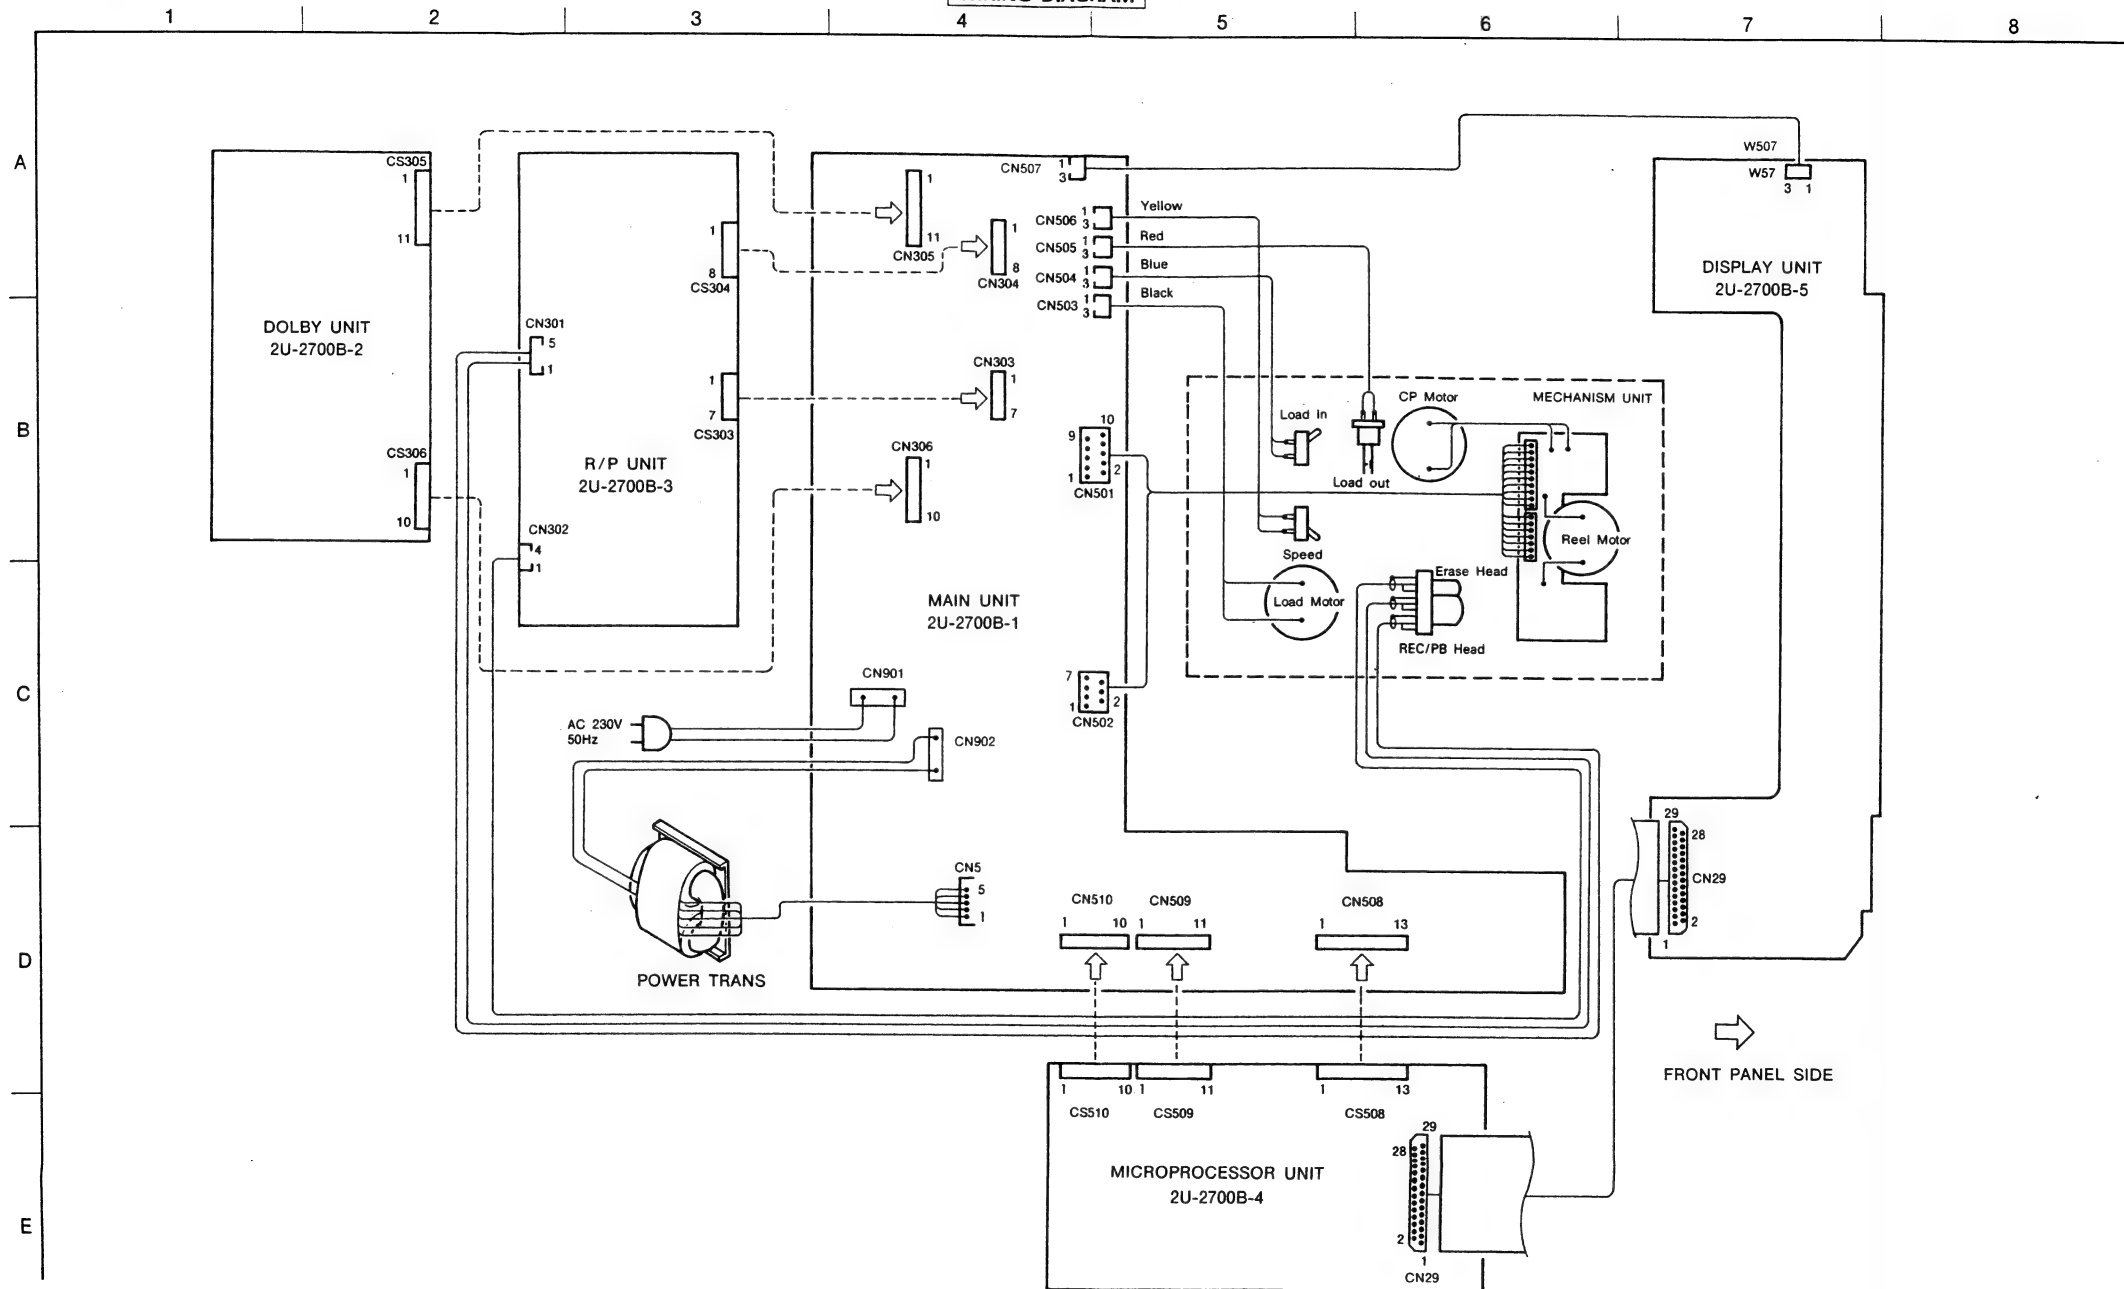 WIRING DIAGRAM
1 2 3 4 5 6 7 8
A
B
C
D
E
CS305
1
11
DOLBY UNIT
2U-2700B-2
CS306
1
10
1
8
CS304
CN301
5
1
1
7
CS303
R/P UNIT
2U-2700B-3
CN302
4
1
1
11
CN305
1
8
CN304
CN303
1
7
CN306
1
10
MAIN UNIT
2U-2700B-1
CN507
1
3
CN506
1
3
Yellow
CN505
1
3
Red
CN504
1
3
Blue
CN503
1
3
Black
10
9
1
2
CN501
7
1
2
CN502
CN901
AC 230V
50Hz
CN902
POWER TRANS
CN5
5
1
CN510
1 10
CN509
1 11
CN508
1 13
W507
W57
3 1
DISPLAY UNIT
2U-2700B-5
MECHANISM UNIT
CP Motor
Load In
Load out
Speed
Load Motor
Reel Motor
Erase Head
REC/PB Head
29
28
CN29
2
1
FRONT PANEL SIDE
1 10
CS510
1 11
CS509
1 13
CS508
MICROPROCESSOR UNIT
2U-2700B-4
29
28
2
1
CN29